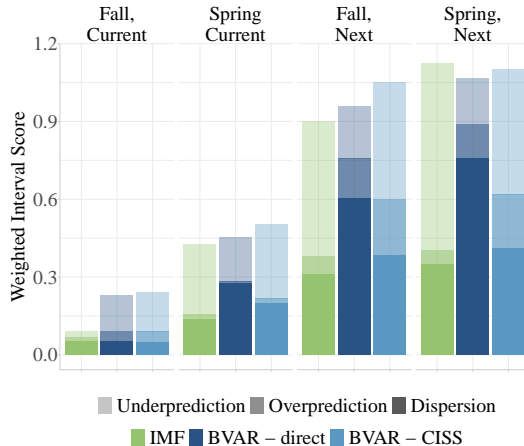 Fall, Current
Spring Current
Fall, Next
Spring, Next
Weighted Interval Score
1.2
0.9
0.6
0.3
0.0
Underprediction Overprediction Dispersion
IMF BVAR – direct BVAR – CISS